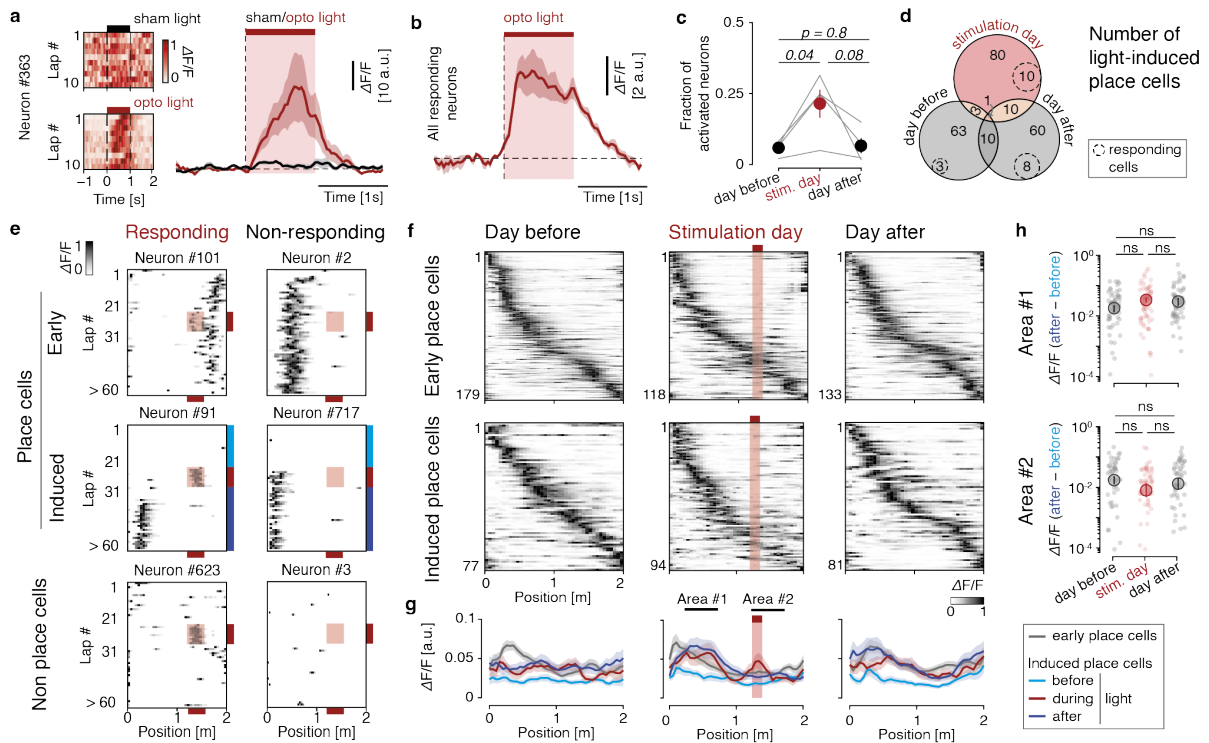 a
sham light
Neuron #363
Lap #
1
10
1
0
ΔF/F
opto light
Lap #
1
10
−1 0 1 2
Time [s]
sham/opto light
ΔF/F
[10 a.u.]
Time [1s]
b
opto light
All responding
neurons
ΔF/F
[2 a.u.]
Time [1s]
c
Fraction of
activated neurons
0.5
0.25
0
p = 0.8
0.04 0.08
day before
stim. day
day after
d
stimulation day
80
10
day before
day after
3
1
10
63
10
60
3
8
Number of
light-induced
place cells
responding
cells
e
ΔF/F
1
0
Responding
Non-responding
Place cells
Early
Induced
Non place cells
Neuron #101
Neuron #2
Lap #
1
21
31
>60
Neuron #91
Neuron #717
Lap #
1
21
31
>60
Neuron #623
Neuron #3
Lap #
1
21
31
>60
0 1 2
0 1 2
Position [m]
Position [m]
f
Day before
Stimulation day
Day after
Early place cells
1
179
1
118
1
133
Induced place cells
1
77
1
94
1
81
0 1 2
Position [m]
ΔF/F
0 1
g
Area #1
Area #2
ΔF/F [a.u.]
0.1
0.05
0
0 1 2
0 1 2
0 1 2
Position [m]
Position [m]
Position [m]
h
ns
ns ns
Area #1
ΔF/F (after − before)
10⁰
10⁻²
10⁻⁴
ns
ns ns
Area #2
ΔF/F (after − before)
10⁰
10⁻²
10⁻⁴
day before
stim. day
day after
early place cells
Induced place cells
before
during
after
light